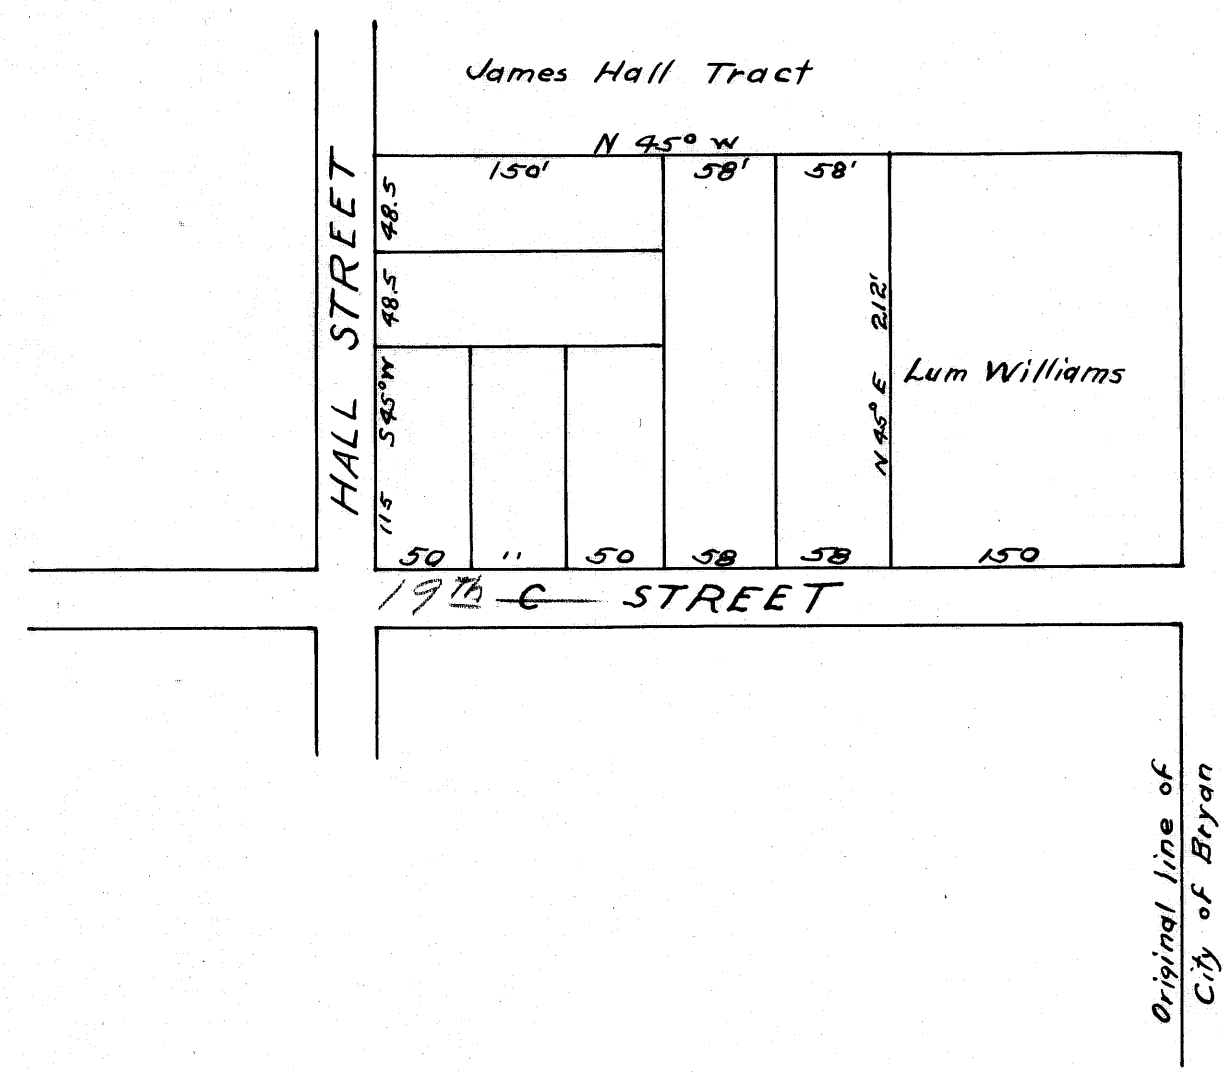 James Hall Tract
N 45° W
150'
58'
58'
48.5
48.5
HALL STREET
115 S 45° W
N 45° E 212'
Lum Williams
50
"
50
58
58
150
19th C STREET
Original line of
City of Bryan